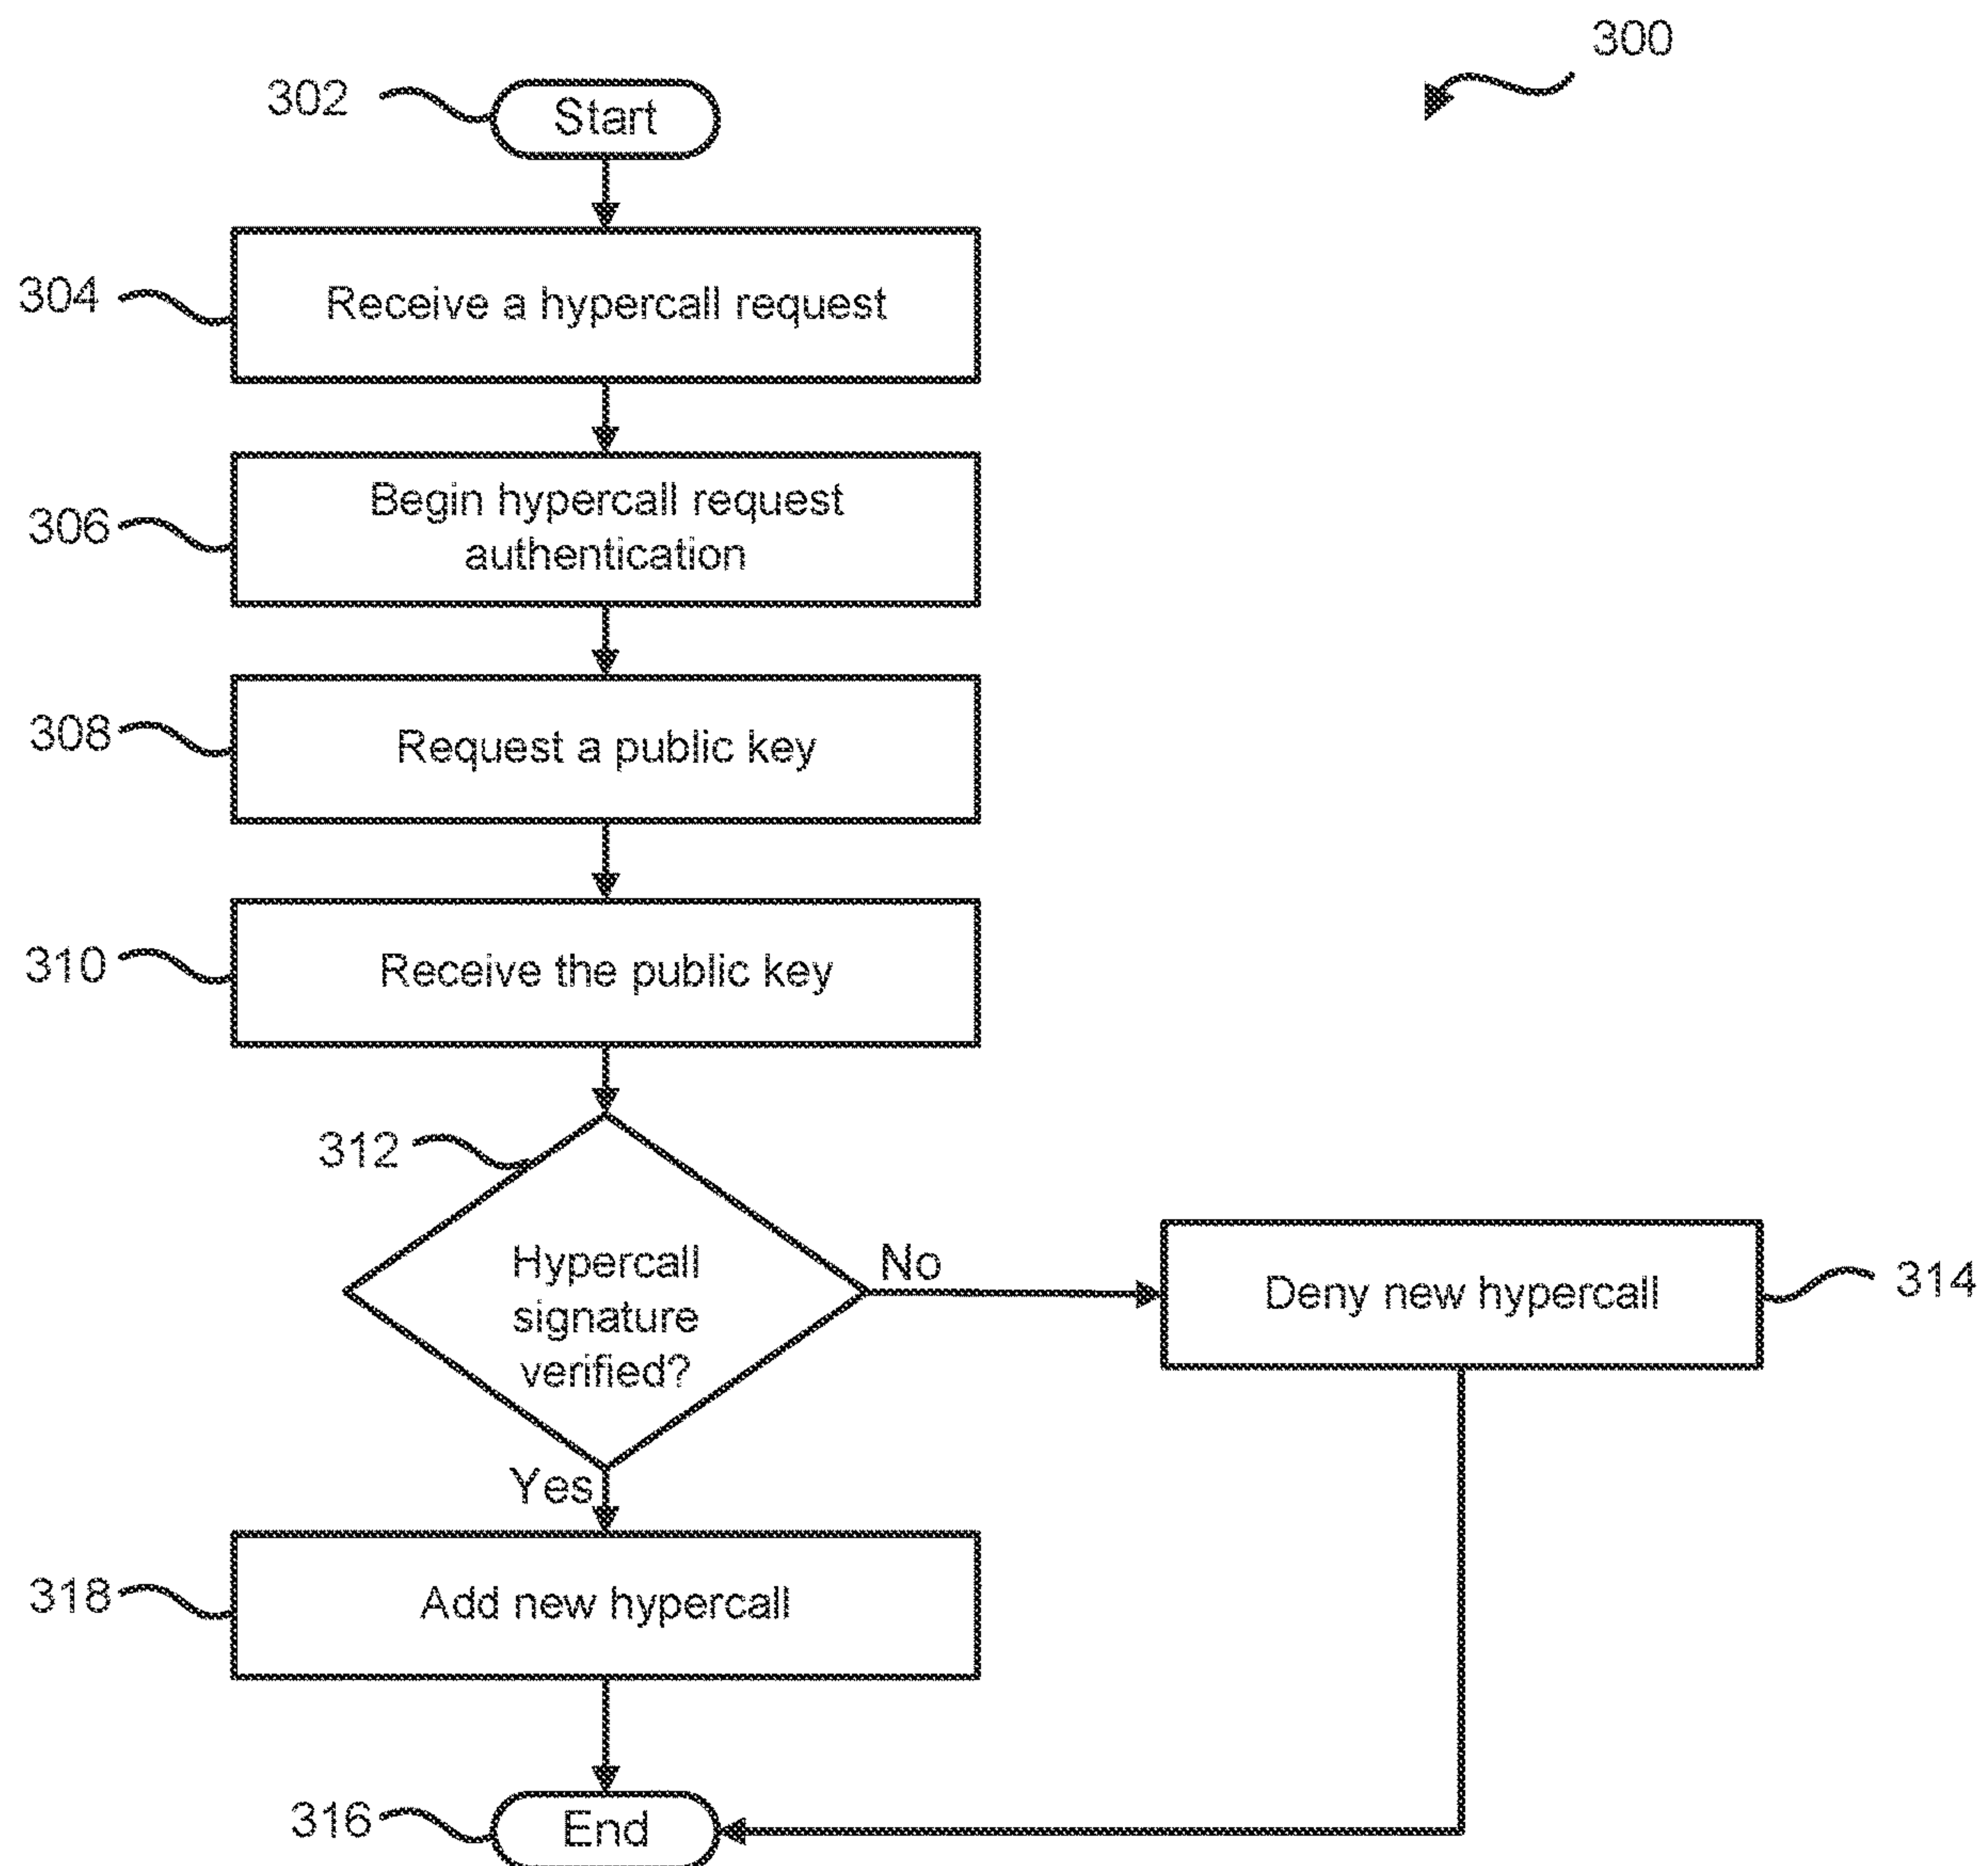 300
302
Start
304
Receive a hypercall request
306
Begin hypercall request
authentication
308
Request a public key
310
Receive the public key
312
Hypercall
signature
verified?
No
Deny new hypercall
314
Yes
318
Add new hypercall
316
End